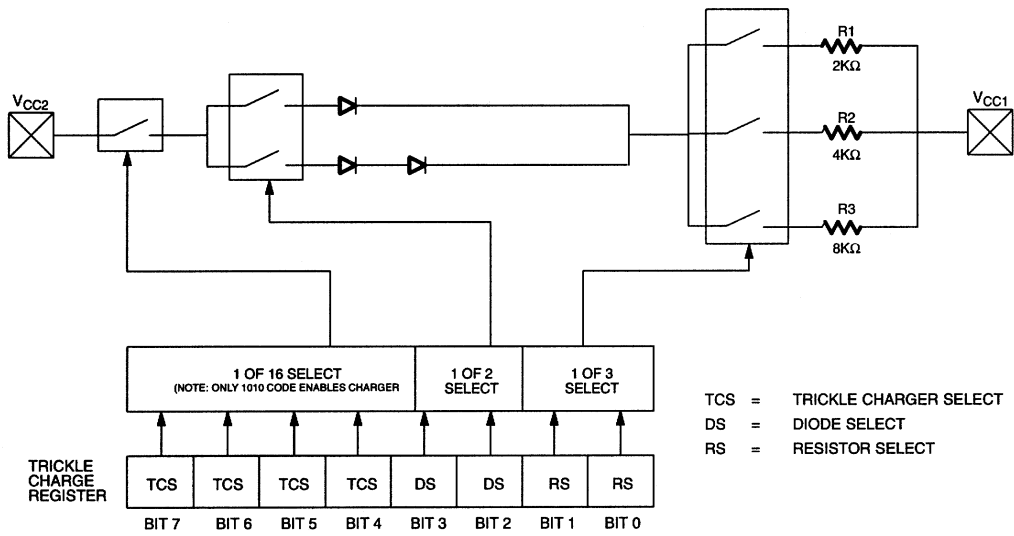 R1
2KΩ
VCC2
VCC1
R2
4KΩ
R3
8KΩ
1 OF 16 SELECT
(NOTE: ONLY 1010 CODE ENABLES CHARGER
1 OF 2
SELECT
1 OF 3
SELECT
TCS = TRICKLE CHARGER SELECT
DS = DIODE SELECT
RS = RESISTOR SELECT
TRICKLE
CHARGE
REGISTER
TCS TCS TCS TCS DS DS RS RS
BIT 7 BIT 6 BIT 5 BIT 4 BIT 3 BIT 2 BIT 1 BIT 0